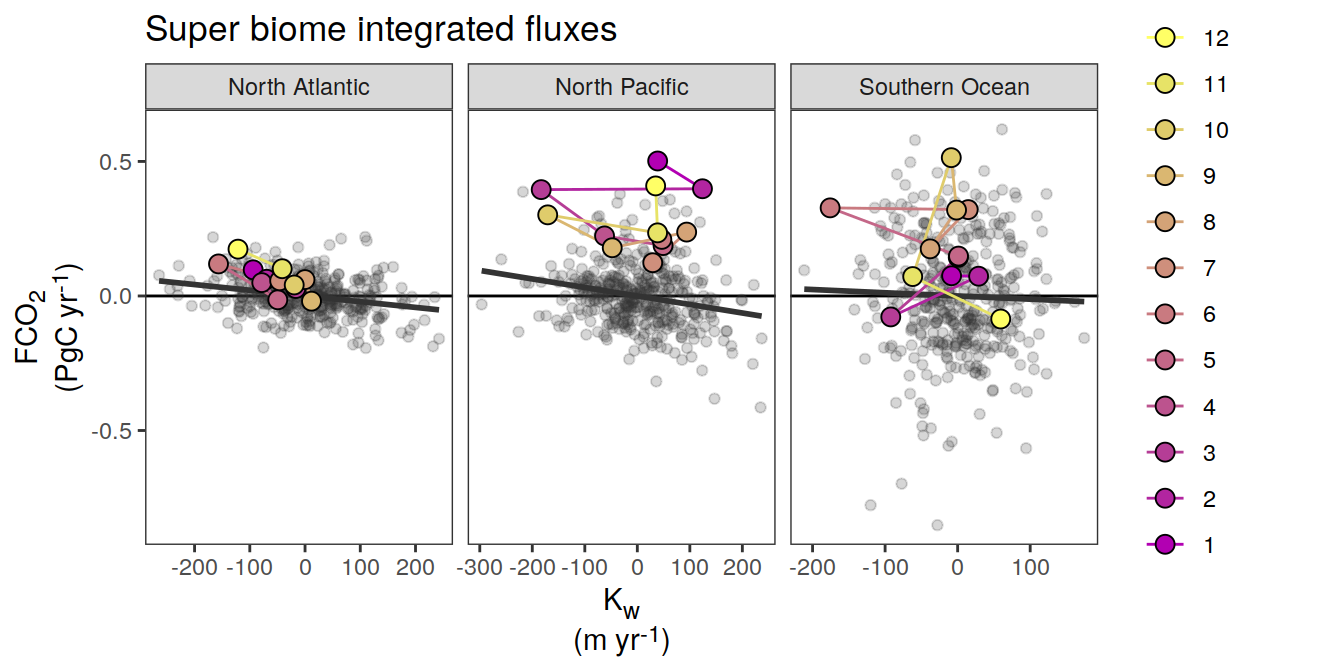 Super biome integrated fluxes
North Atlantic North Pacific Southern Ocean
FCO₂
(PgC yr⁻¹)
0.5
0.0
-0.5
-200 -100 0 100 200 -300 -200 -100 0 100 200 -200 -100 0 100
K_w
(m yr⁻¹)
12
11
10
9
8
7
6
5
4
3
2
1